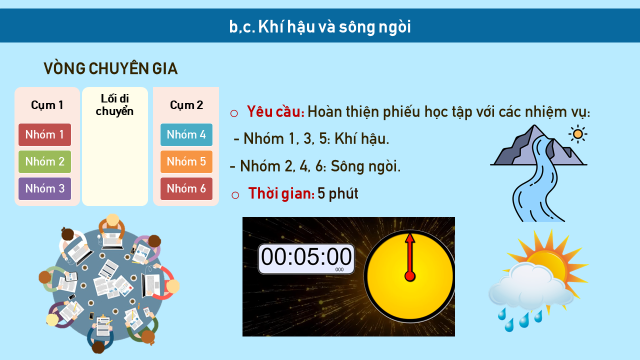 b,c. Khí hậu và sông ngòi
VÒNG CHUYÊN GIA
Cụm 1
Lối di
chuyển
Cụm 2
Nhóm 1
Nhóm 2
Nhóm 3
Nhóm 4
Nhóm 5
Nhóm 6
o Yêu cầu: Hoàn thiện phiếu học tập với các nhiệm vụ:
- Nhóm 1, 3, 5: Khí hậu.
- Nhóm 2, 4, 6: Sông ngòi.
o Thời gian: 5 phút
00:05:00
000